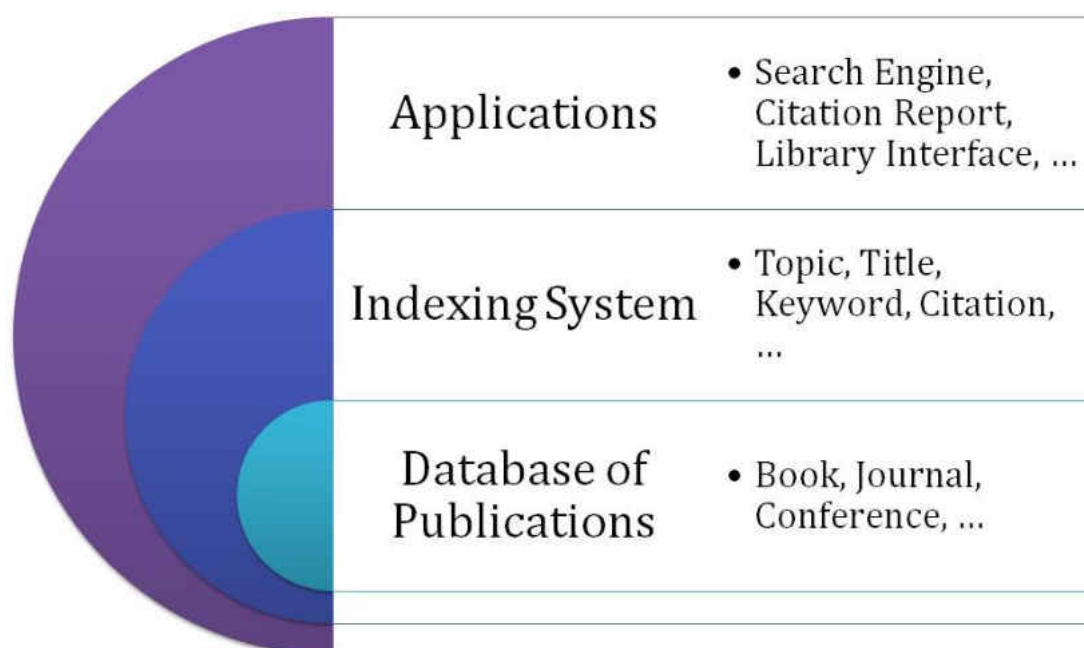 Applications
• Search Engine,
Citation Report,
Library Interface, ...
Indexing System
• Topic, Title,
Keyword, Citation,
...
Database of
Publications
• Book, Journal,
Conference, ...